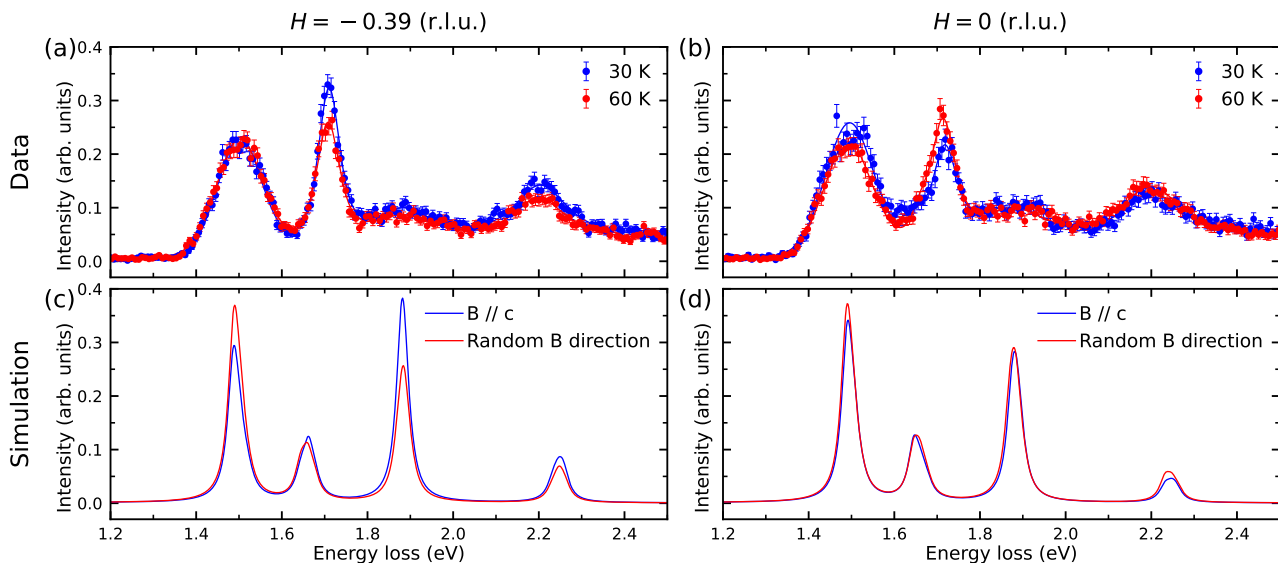 H = −0.39 (r.l.u.)
H = 0 (r.l.u.)
(a)
0.4
0.3
0.2
0.1
0.0
Intensity (arb. units)
Data
30 K
60 K
(b)
30 K
60 K
Intensity (arb. units)
(c)
0.4
0.3
0.2
0.1
0.0
Intensity (arb. units)
Simulation
B // c
Random B direction
1.2 1.4 1.6 1.8 2.0 2.2 2.4
Energy loss (eV)
(d)
Intensity (arb. units)
B // c
Random B direction
1.2 1.4 1.6 1.8 2.0 2.2 2.4
Energy loss (eV)